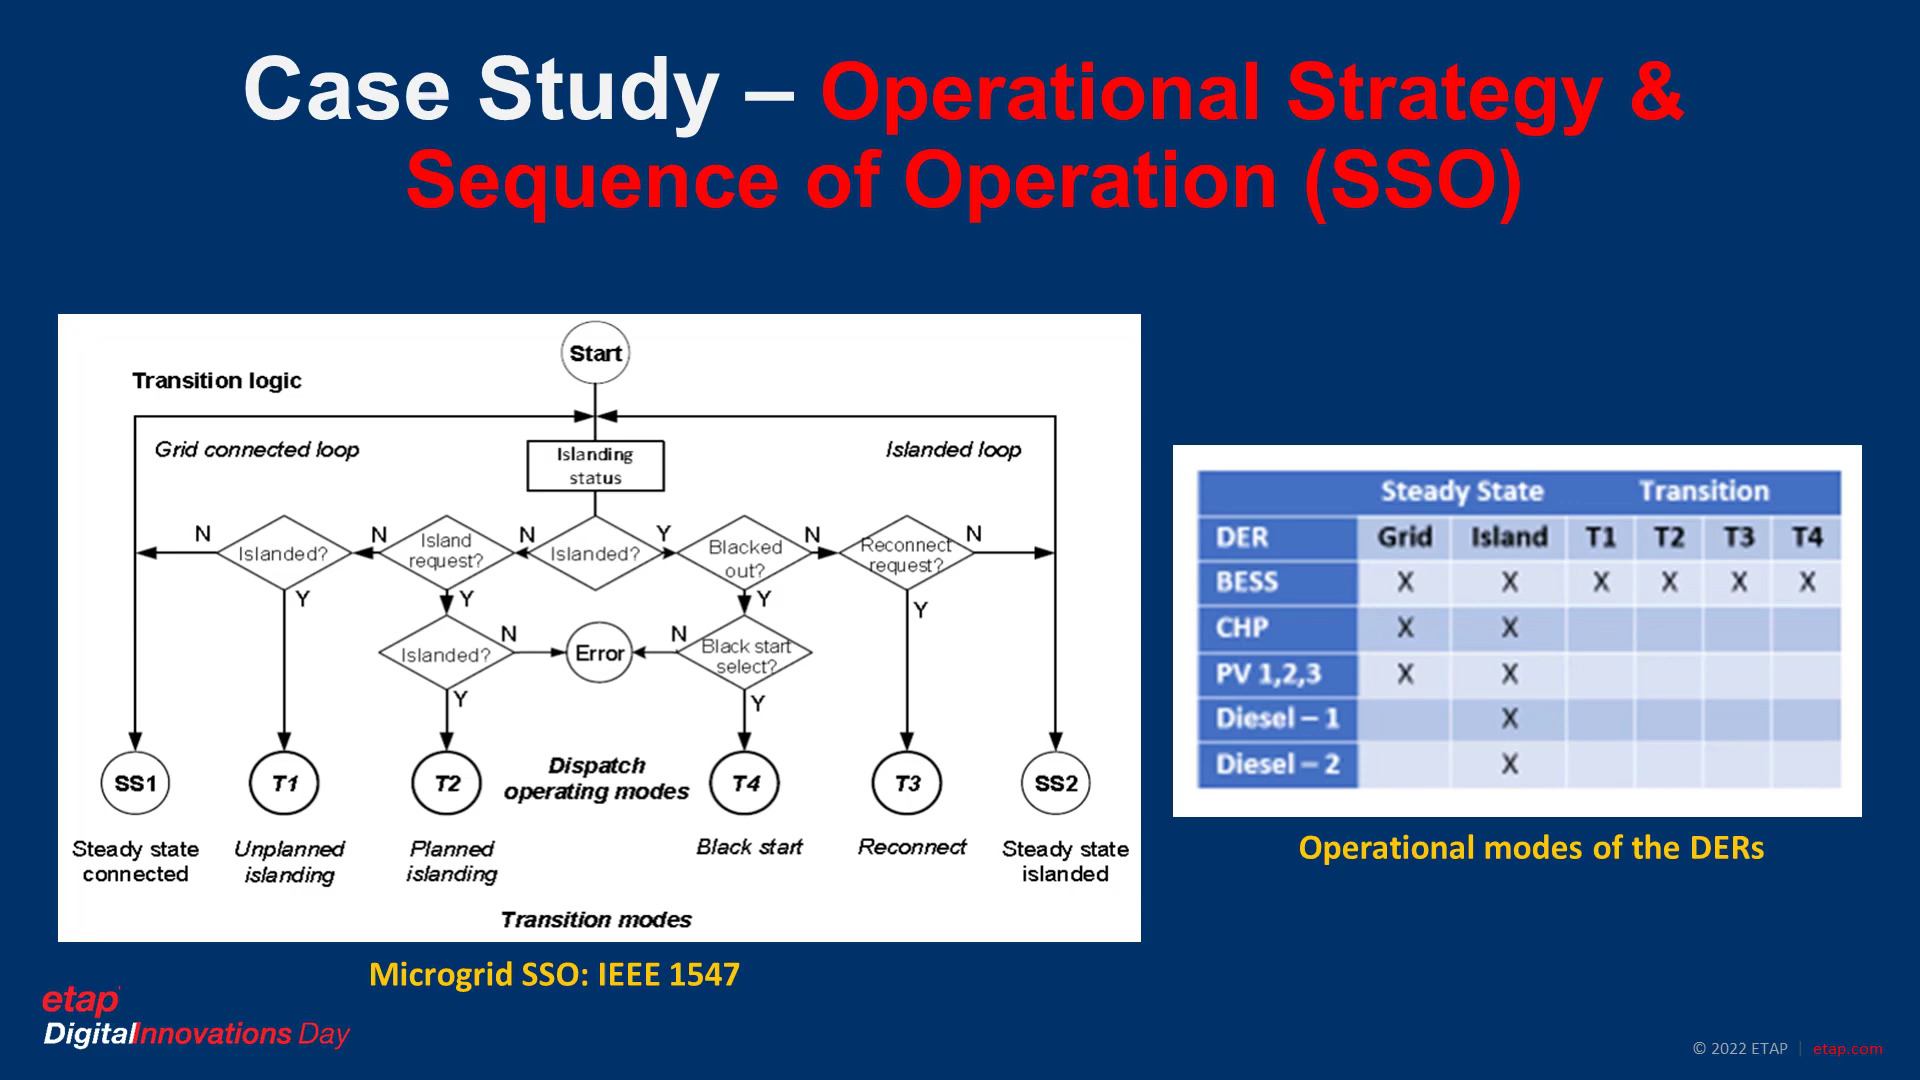 Case Study – Operational Strategy &
Sequence of Operation (SSO)
Start
Transition logic
Grid connected loop
Islanded loop
Islanding
status
N
Islanded?
N
Island
request?
N
Islanded?
Y
Blacked
out?
N
Reconnect
request?
N
Y
Y
Y
Y
Islanded?
N
Error
N
Black start
select?
Y
Y
SS1
T1
T2
Dispatch
operating modes
T4
T3
SS2
Steady state
connected
Unplanned
islanding
Planned
islanding
Black start
Reconnect
Steady state
islanded
Transition modes
Microgrid SSO: IEEE 1547
Steady State Transition
DER Grid Island T1 T2 T3 T4
BESS X X X X X X
CHP X X
PV 1,2,3 X X
Diesel – 1 X
Diesel – 2 X
Operational modes of the DERs
etap
DigitalInnovations Day
© 2022 ETAP | etap.com